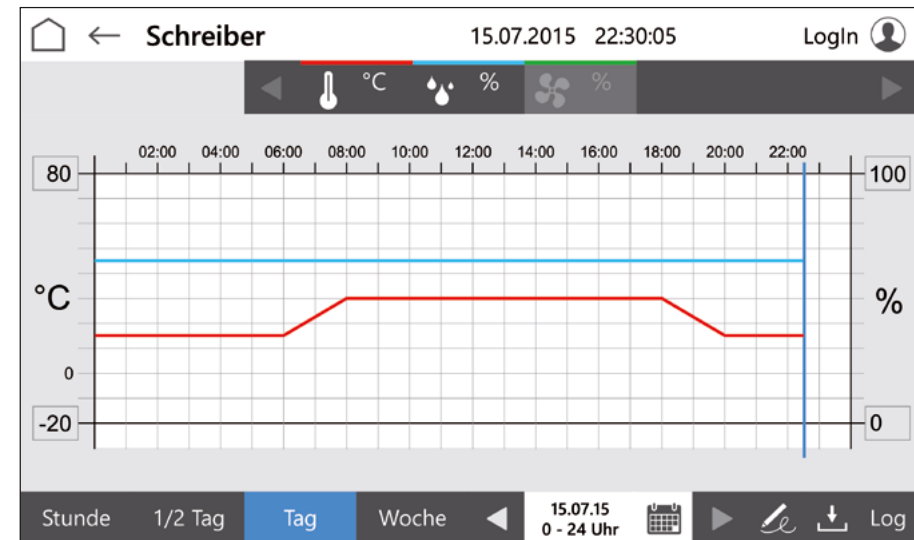 Schreiber 15.07.2015 22:30:05 LogIn
°C % %
02:00 04:00 06:00 08:00 10:00 12:00 14:00 16:00 18:00 20:00 22:00
80 100
°C %
0
-20 0
Stunde 1/2 Tag Tag Woche 15.07.15 Log
0 - 24 Uhr